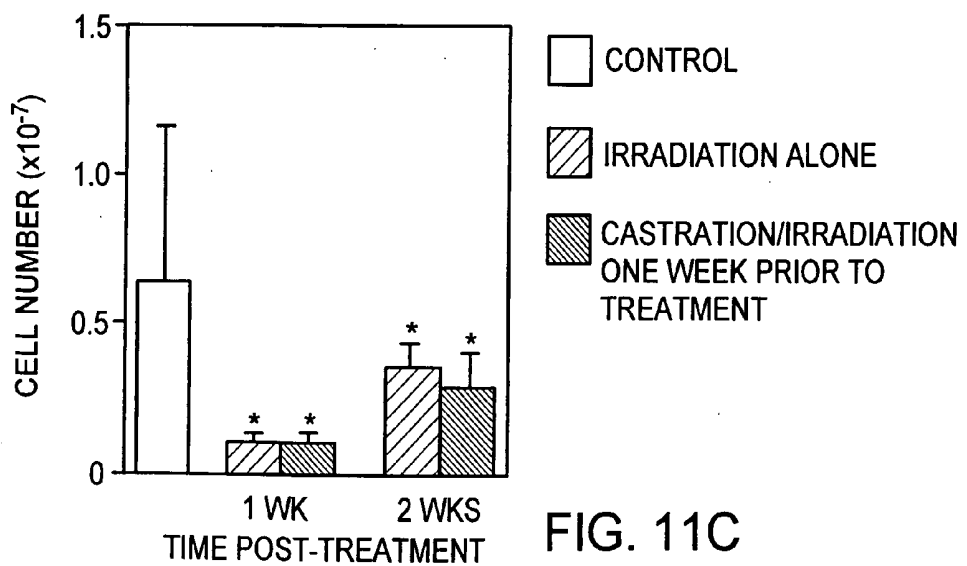 CELL NUMBER (x10-7)
1.5
1.0
0.5
0
*
*
*
*
1 WK
2 WKS
TIME POST-TREATMENT
CONTROL
IRRADIATION ALONE
CASTRATION/IRRADIATION
ONE WEEK PRIOR TO
TREATMENT
FIG. 11C